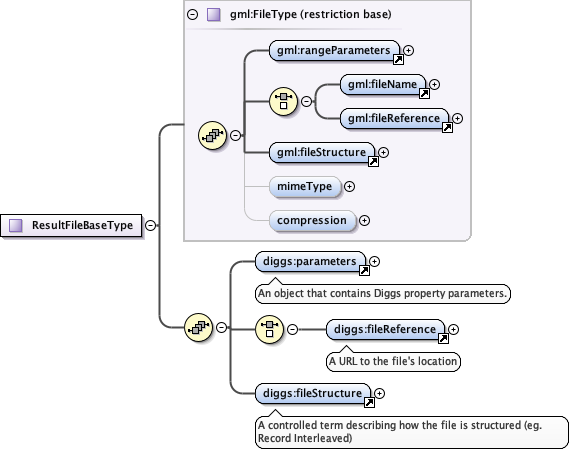 gml:FileType (restriction base)
gml:rangeParameters
gml:fileName
gml:fileReference
gml:fileStructure
mimeType
compression
ResultFileBaseType
diggs:parameters
An object that contains Diggs property parameters.
diggs:fileReference
A URL to the file's location
diggs:fileStructure
A controlled term describing how the file is structured (eg.
Record Interleaved)